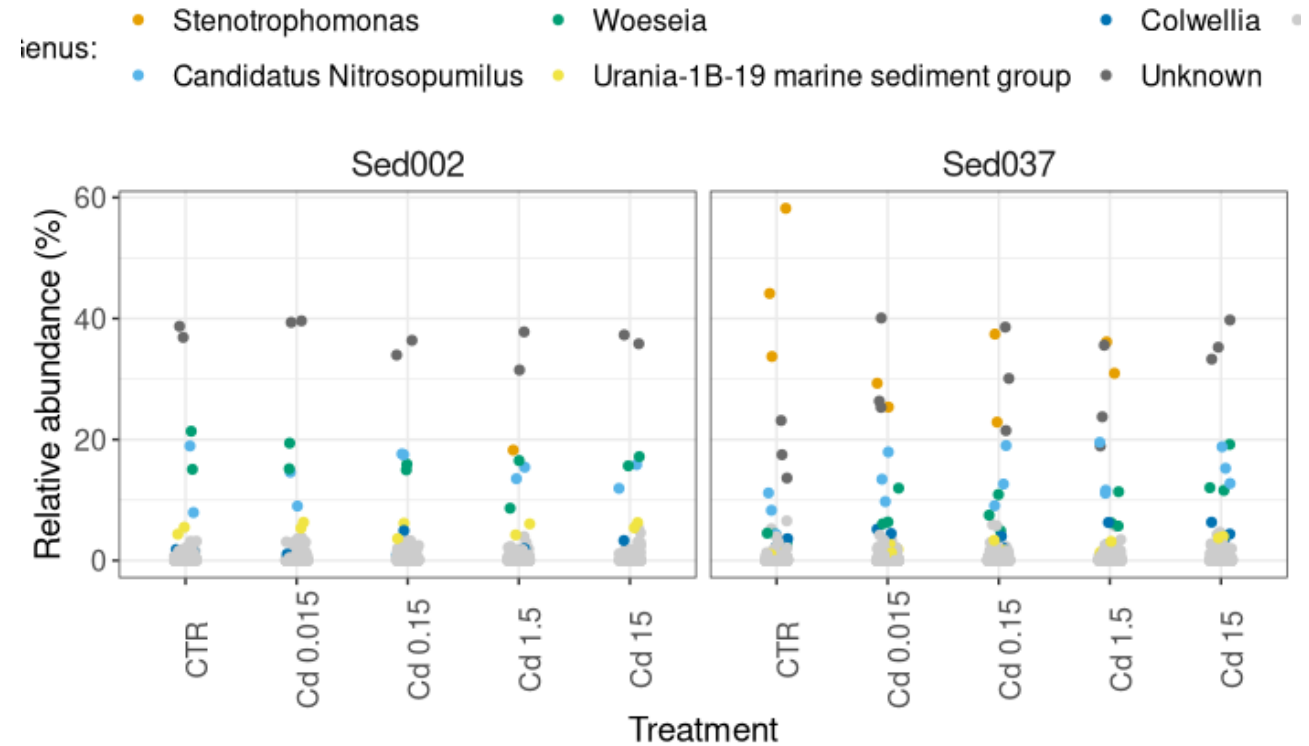 Stenotrophomonas Woeseia Colwellia
enus:
Candidatus Nitrosopumilus Urania-1B-19 marine sediment group Unknown
Sed002 Sed037
Relative abundance (%)
60
40
20
0
CTR Cd 0.015 Cd 0.15 Cd 1.5 Cd 15 CTR Cd 0.015 Cd 0.15 Cd 1.5 Cd 15
Treatment